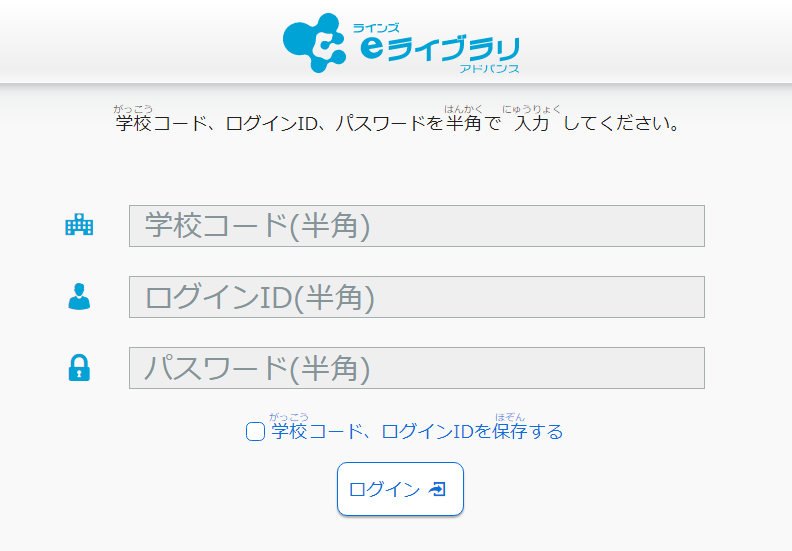 ラインズ
eライブラリ
アドバンス
がっこう はんかく にゅうりょく
学校コード、ログインID、パスワードを半角で 入力 してください。
学校コード(半角)
ログインID(半角)
パスワード(半角)
がっこう ほぞん
学校コード、ログインIDを保存する
ログイン